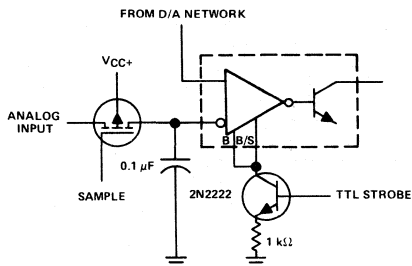 FROM D/A NETWORK
VCC+
ANALOG
INPUT
B B/S
0.1 µF
SAMPLE
2N2222
TTL STROBE
1 kΩ